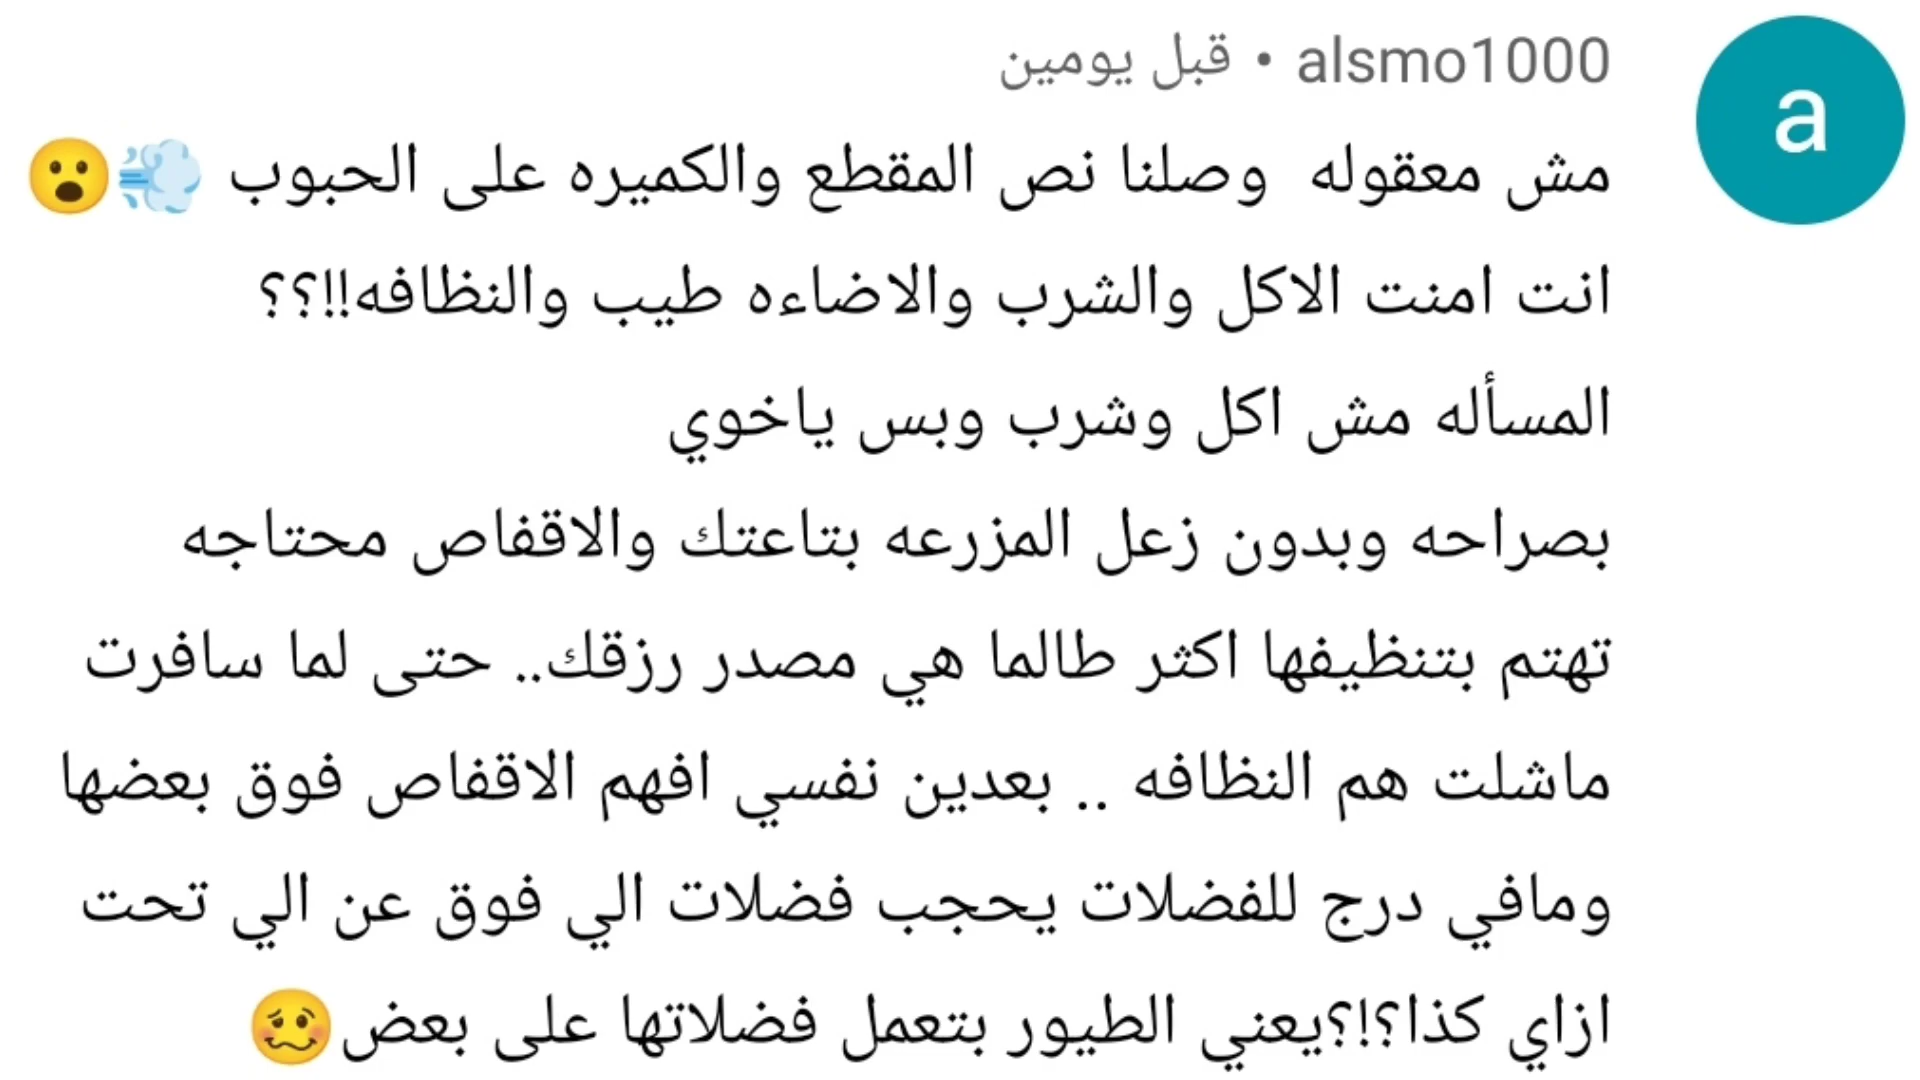 alsmo1000 • قبل يومين
a
مش معقوله  وصلنا نص المقطع والكميره على الحبوب 😮‍💨
انت امنت الاكل والشرب والاضاءه طيب والنظافه!!؟؟
المسأله مش اكل وشرب وبس ياخوي
بصراحه وبدون زعل المزرعه بتاعتك والاقفاص محتاجه
تهتم بتنظيفها اكثر طالما هي مصدر رزقك.. حتى لما سافرت
ماشلت هم النظافه .. بعدين نفسي افهم الاقفاص فوق بعضها
ومافي درج للفضلات يحجب فضلات الي فوق عن الي تحت
ازاي كذا؟!؟يعني الطيور بتعمل فضلاتها على بعض🥴